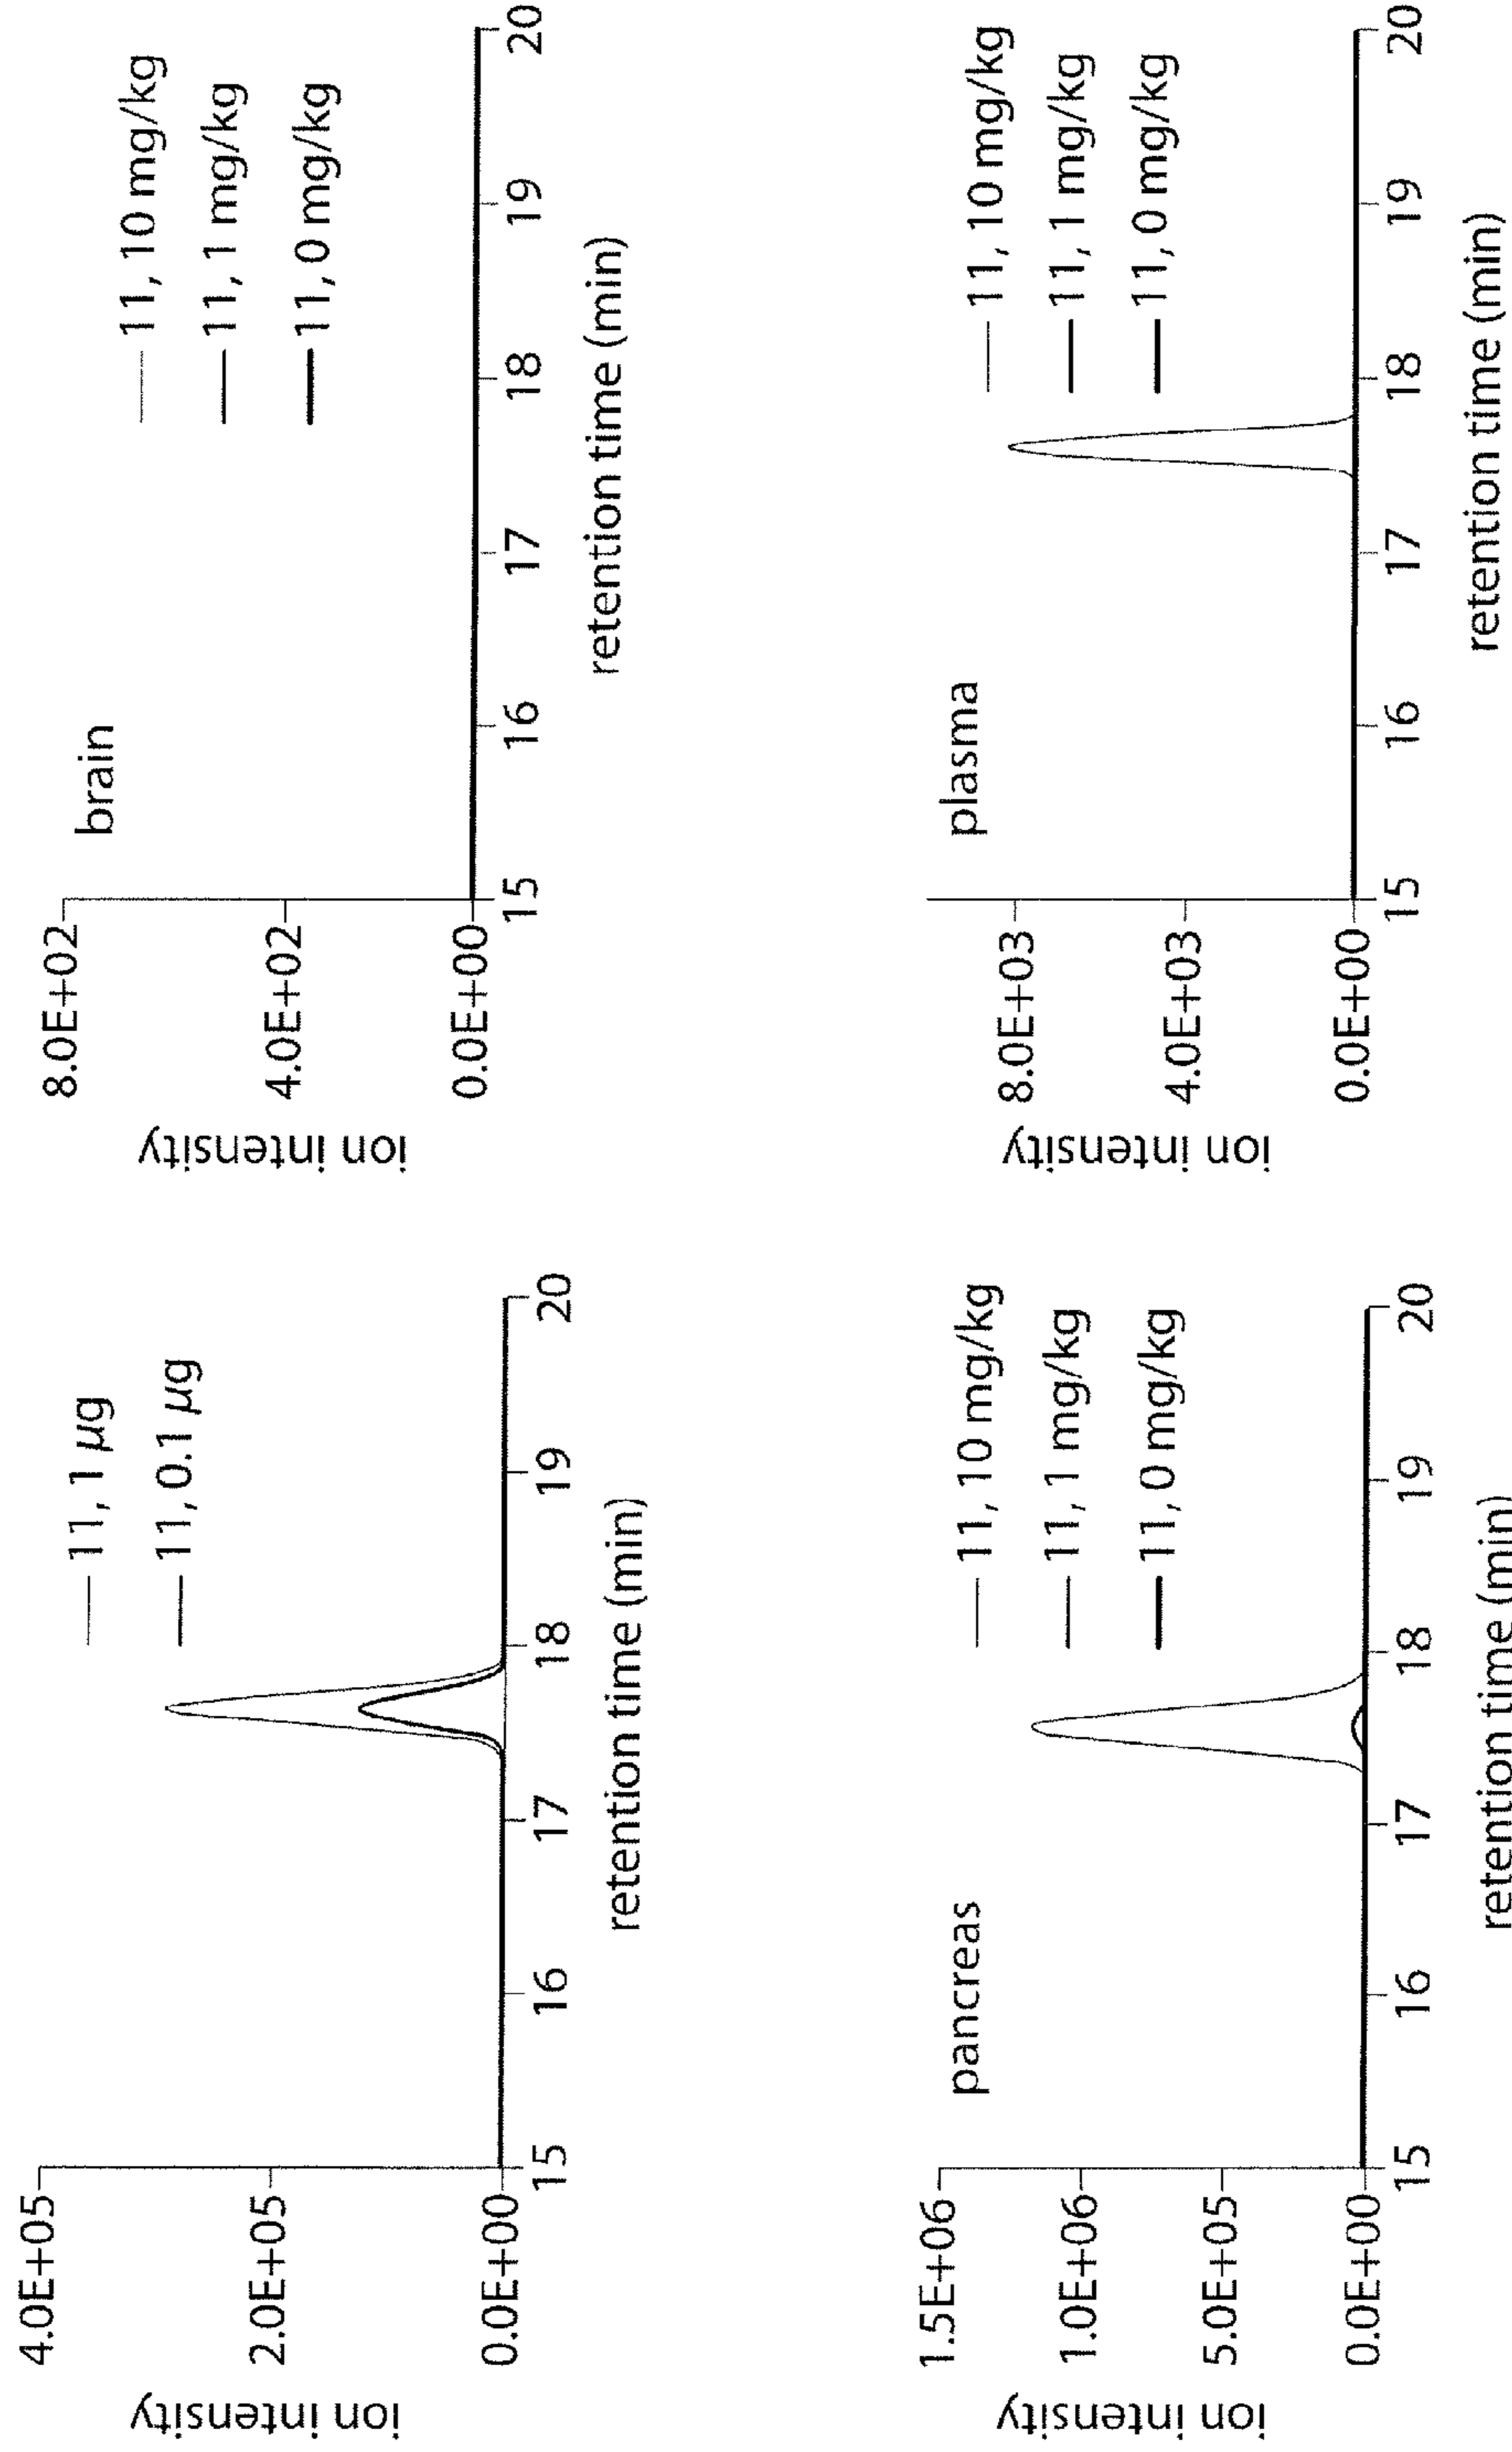 4.0E+05
2.0E+05
0.0E+00
ion intensity
15 16 17 18 19 20
retention time (min)
11, 1 µg
11, 0.1 µg
brain
8.0E+02
4.0E+02
0.0E+00
ion intensity
15 16 17 18 19 20
retention time (min)
11, 10 mg/kg
11, 1 mg/kg
11, 0 mg/kg
pancreas
1.5E+06
1.0E+06
5.0E+05
0.0E+00
ion intensity
15 16 17 18 19 20
retention time (min)
11, 10 mg/kg
11, 1 mg/kg
11, 0 mg/kg
plasma
8.0E+03
4.0E+03
0.0E+00
ion intensity
15 16 17 18 19 20
retention time (min)
11, 10 mg/kg
11, 1 mg/kg
11, 0 mg/kg